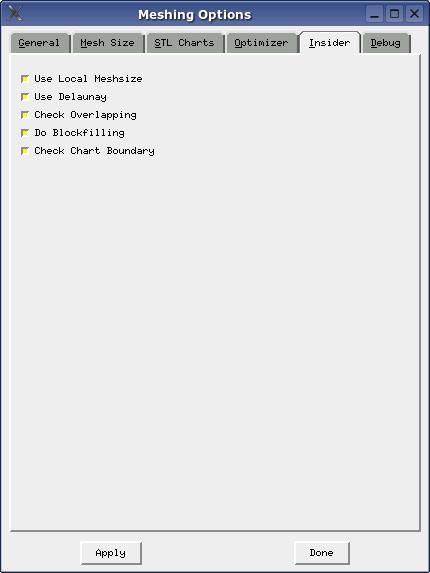 Meshing Options
General Mesh Size STL Charts Optimizer Insider Debug
Use Local Meshsize
Use Delaunay
Check Overlapping
Do Blockfilling
Check Chart Boundary
Apply Done